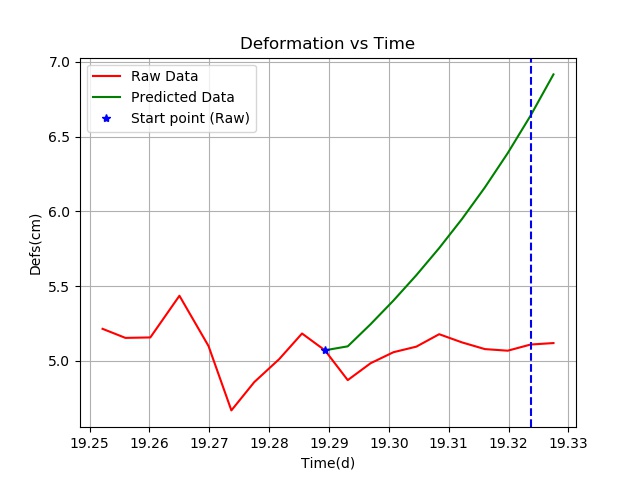 Deformation vs Time
Raw Data
Predicted Data
Start point (Raw)
Defs(cm)
7.0
6.5
6.0
5.5
5.0
19.25 19.26 19.27 19.28 19.29 19.30 19.31 19.32 19.33
Time(d)